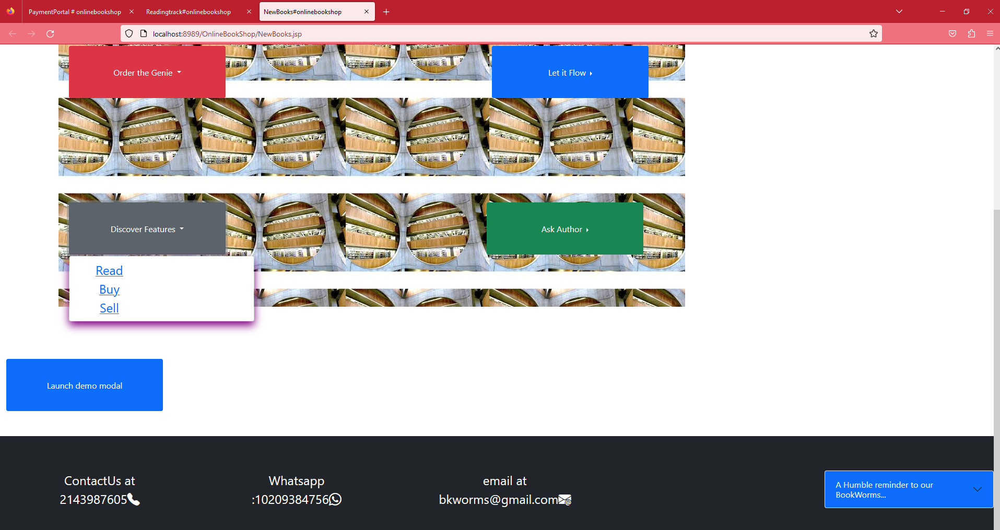 PaymentPortal # onlinebookshop
Readingtrack#onlinebookshop
NewBooks#onlinebookshop
localhost:8989/OnlineBookShop/NewBooks.jsp
Order the Genie
Let it Flow
Discover Features
Ask Author
Read
Buy
Sell
Launch demo modal
ContactUs at
2143987605
Whatsapp
:10209384756
email at
bkworms@gmail.com
A Humble reminder to our
BookWorms...